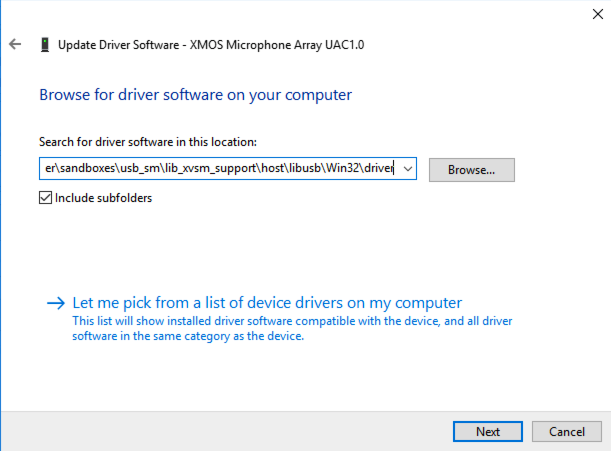 Update Driver Software - XMOS Microphone Array UAC1.0
Browse for driver software on your computer
Search for driver software in this location:
er\sandboxes\usb_sm\lib_xvsm_support\host\libusb\Win32\driver
Browse...
Include subfolders
Let me pick from a list of device drivers on my computer
This list will show installed driver software compatible with the device, and all driver
software in the same category as the device.
Next
Cancel